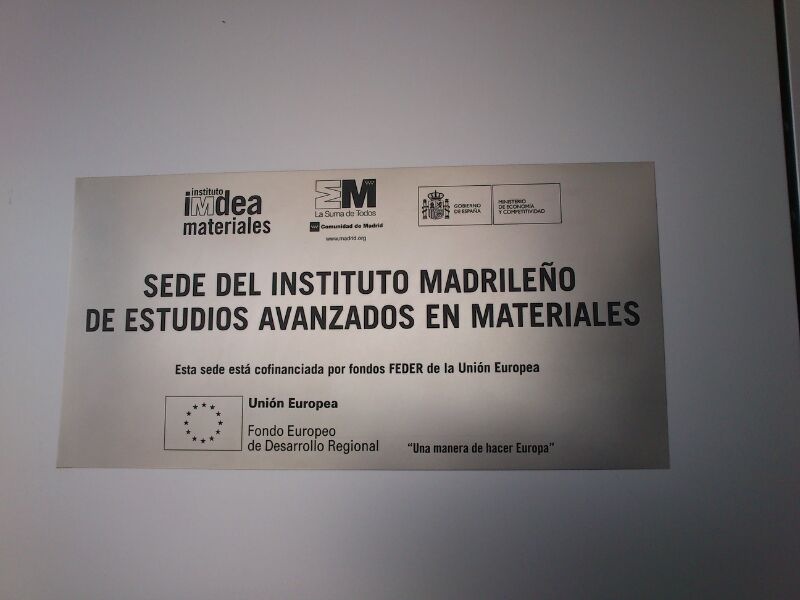 instituto
iMdea
materiales
EM
La Suma de Todos
Comunidad de Madrid
www.madrid.org
GOBIERNO
DE ESPAÑA
MINISTERIO
DE ECONOMÍA
Y COMPETITIVIDAD
SEDE DEL INSTITUTO MADRILEÑO
DE ESTUDIOS AVANZADOS EN MATERIALES
Esta sede está cofinanciada por fondos FEDER de la Unión Europea
Unión Europea
Fondo Europeo
de Desarrollo Regional
“Una manera de hacer Europa”